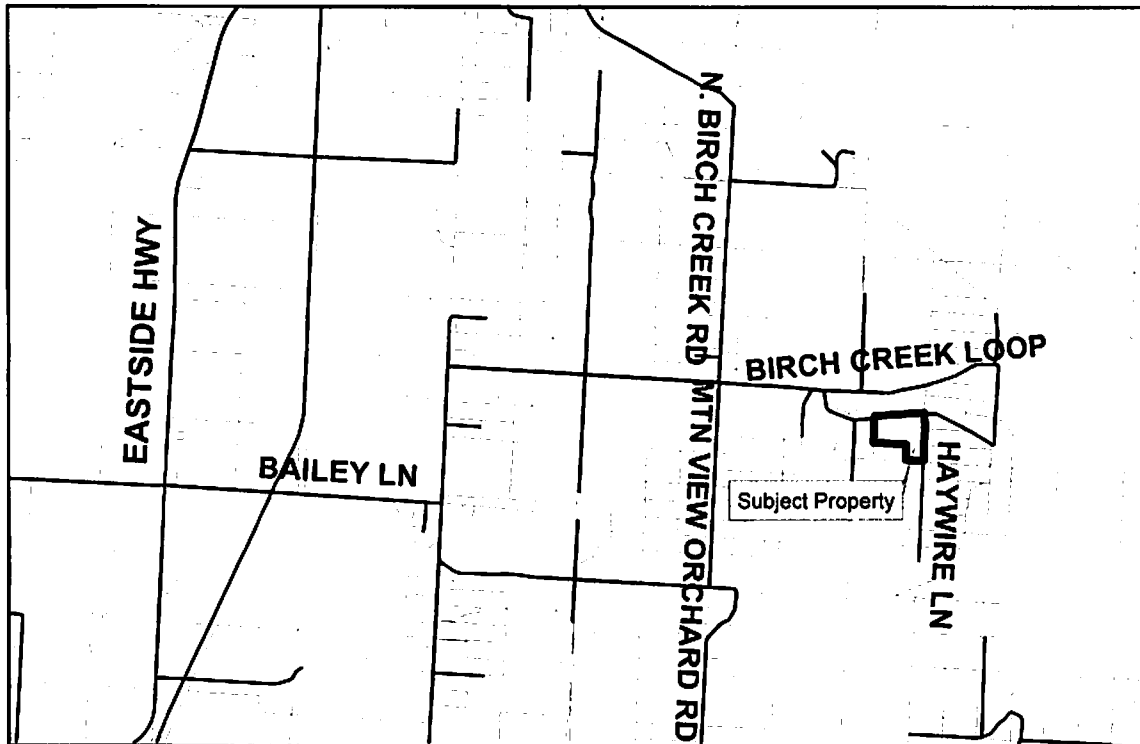 N. BIRCH CREEK RD
EASTSIDE HWY
BIRCH CREEK LOOP
MTN VIEW ORCHARD RD
BAILEY LN
Subject Property
HAYWIRE LN